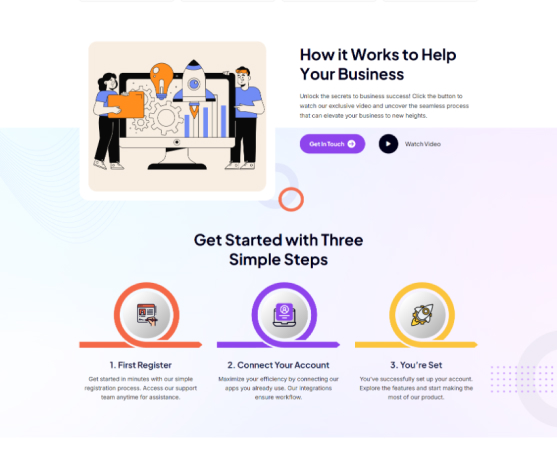 How it Works to Help
Your Business
Unlock the secrets to business success! Click the button to
watch our exclusive video and uncover the seamless process
that can elevate your business to new heights.
Get In Touch
Watch Video
Get Started with Three
Simple Steps
1. First Register
Get started in minutes with our simple
registration process. Access our support
team anytime for assistance.
2. Connect Your Account
Maximize your efficiency by connecting our
apps you already use. Our integrations
ensure workflow.
3. You're Set
You've successfully set up your account.
Explore the features and start making the
most of our product.